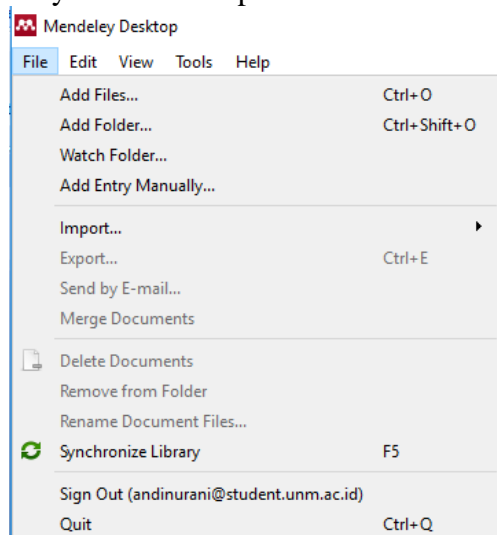 Mendeley Desktop
File Edit View Tools Help
Add Files... Ctrl+O
Add Folder... Ctrl+Shift+O
Watch Folder...
Add Entry Manually...
Import...
Export... Ctrl+E
Send by E-mail...
Merge Documents
Delete Documents
Remove from Folder
Rename Document Files...
Synchronize Library F5
Sign Out (andinurani@student.unm.ac.id)
Quit Ctrl+Q